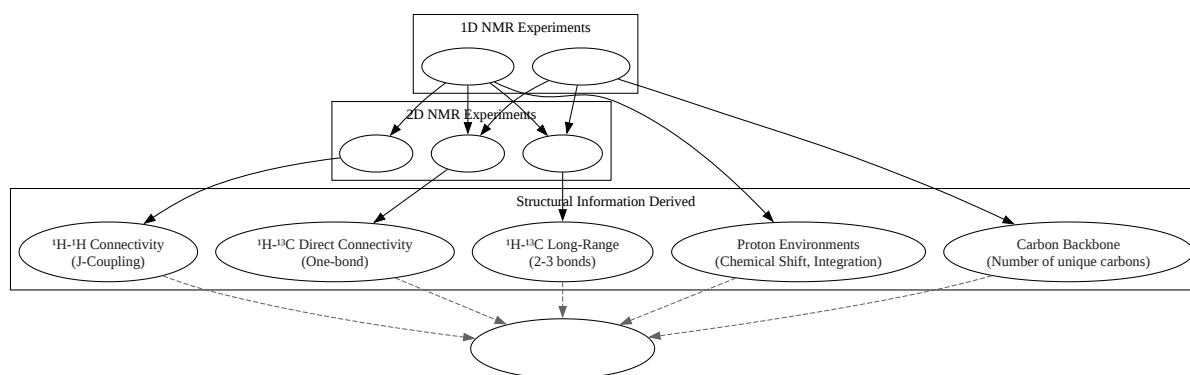 1D NMR Experiments
2D NMR Experiments
Structural Information Derived
¹H-¹H Connectivity
(J-Coupling)
¹H-¹³C Direct Connectivity
(One-bond)
¹H-¹³C Long-Range
(2-3 bonds)
Proton Environments
(Chemical Shift, Integration)
Carbon Backbone
(Number of unique carbons)